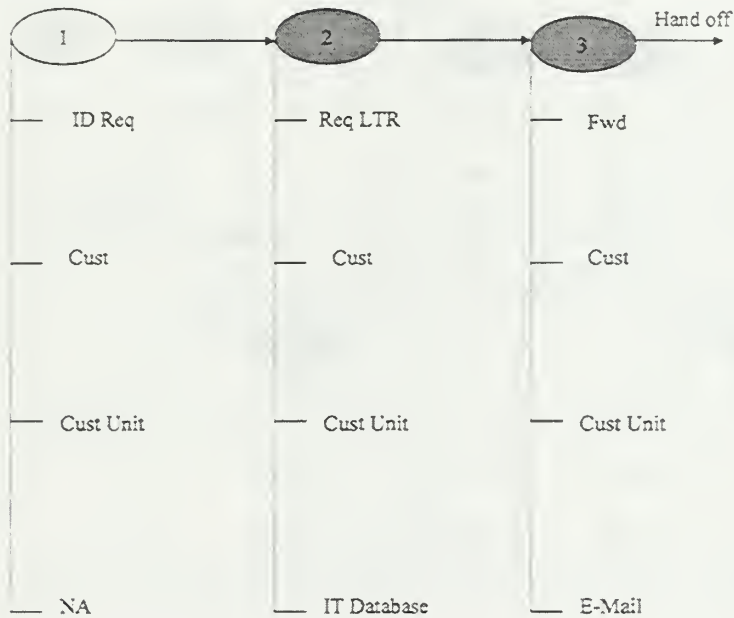 1 2 3 Hand off
ID Req Req LTR Fwd
Cust Cust Cust
Cust Unit Cust Unit Cust Unit
NA IT Database E-Mail